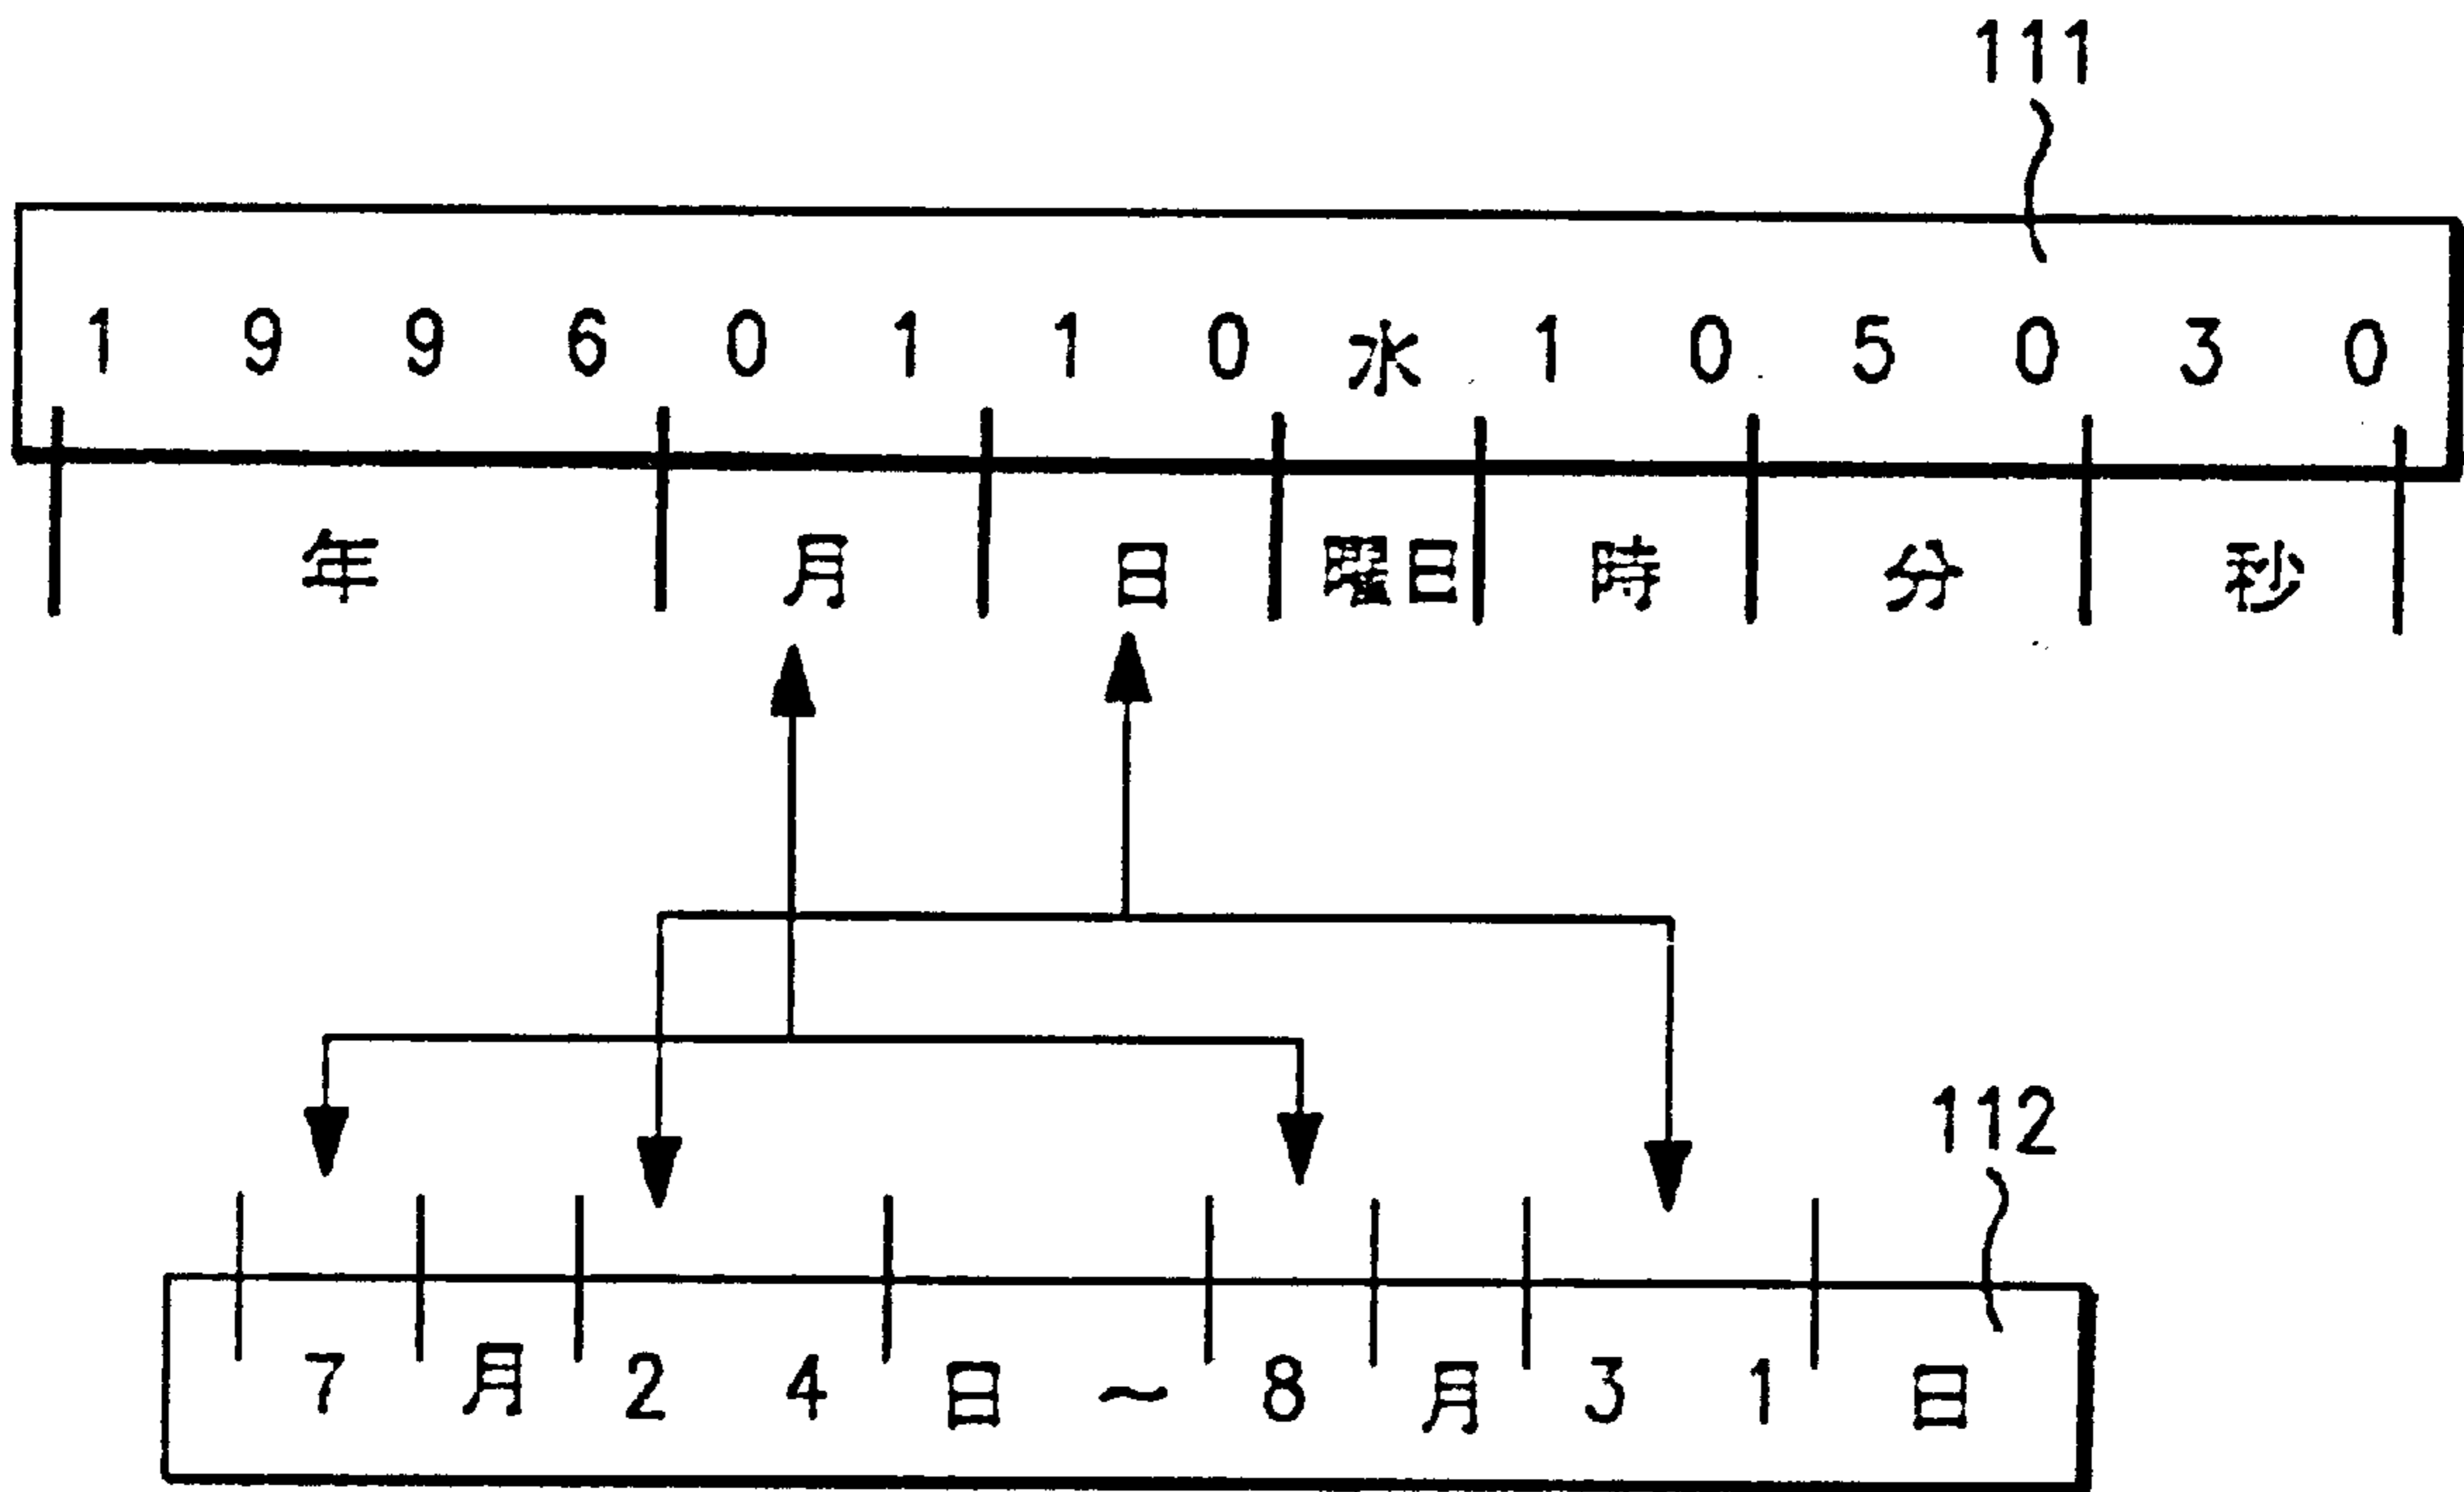 111
1 9 9 6 0 1 1 0 水 1 0 5 0 3 0
年 月 日 曜日 時 分 秒
112
7 月 2 4 日 ~ 8 月 3 1 日